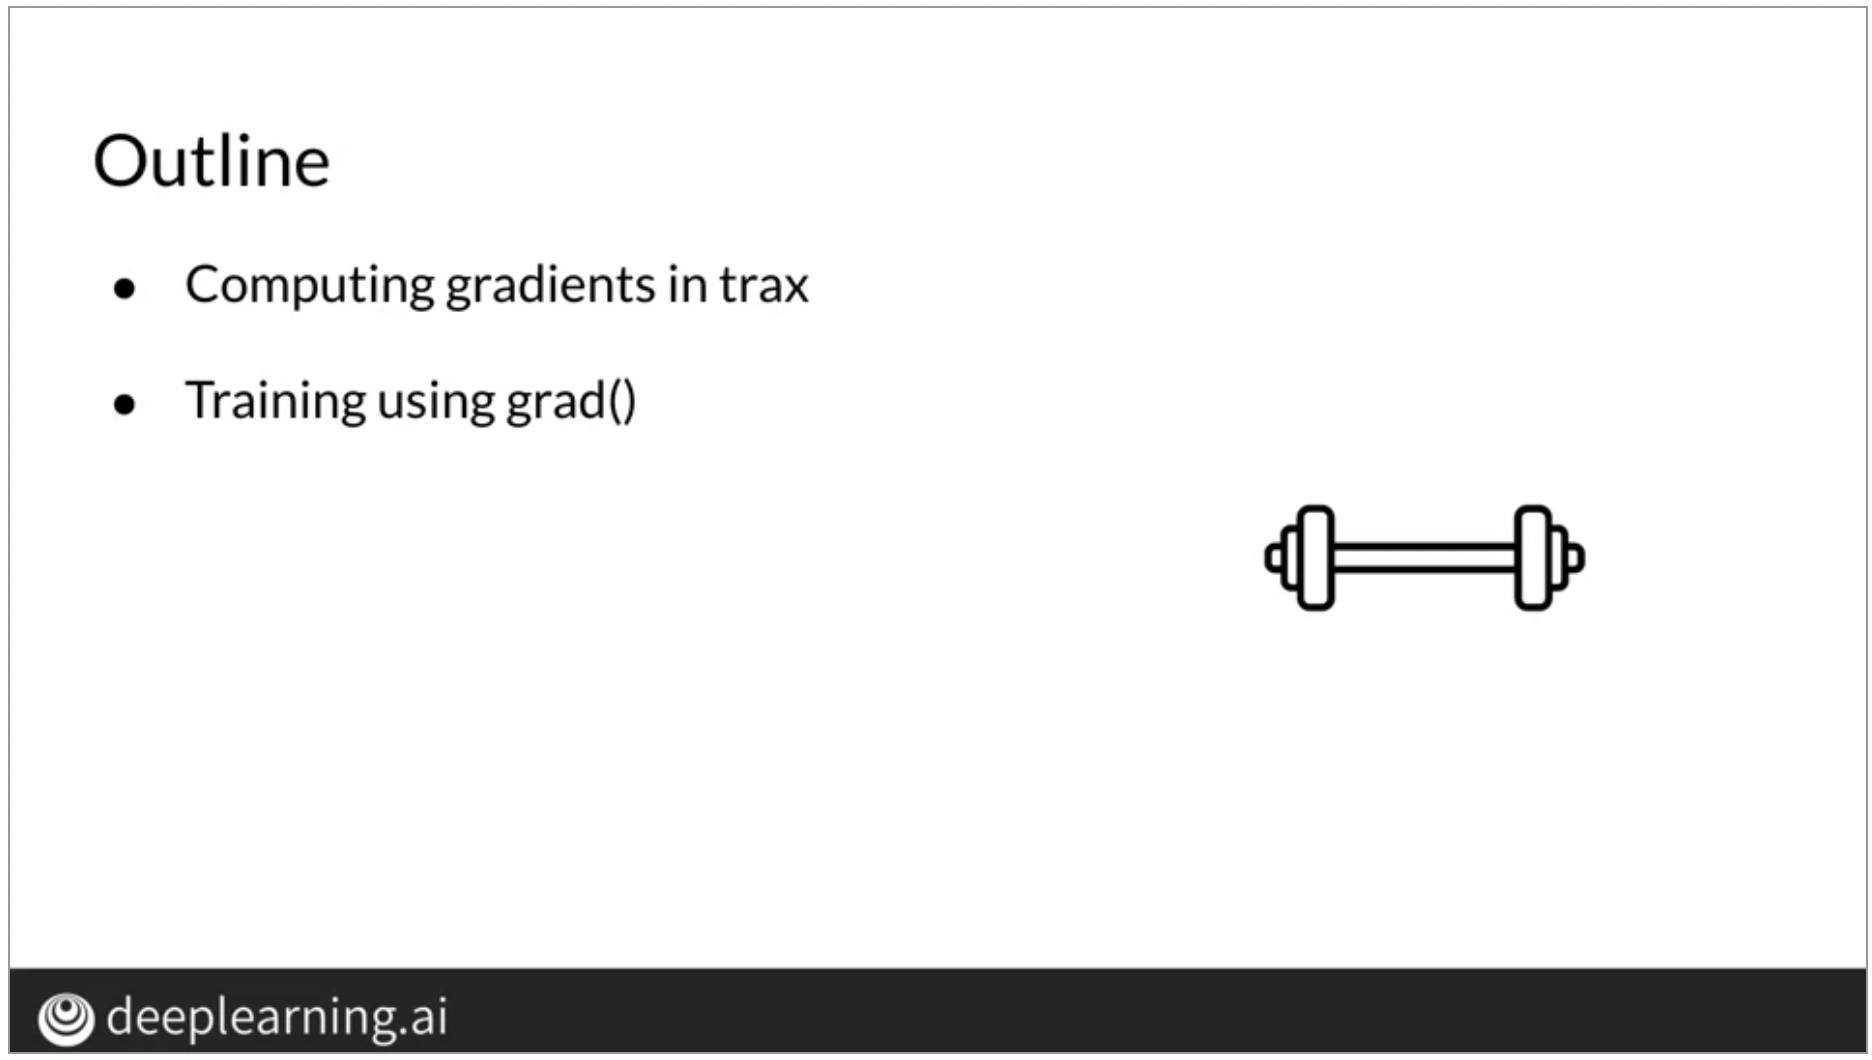 Outline
● Computing gradients in trax
● Training using grad()
deeplearning.ai